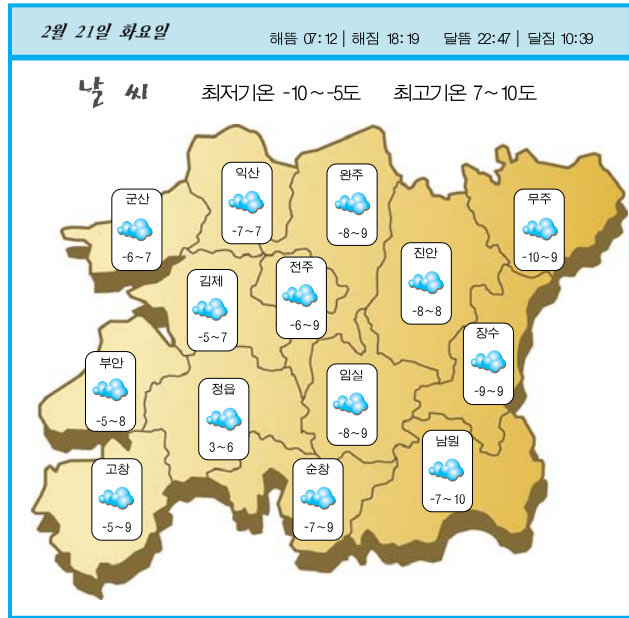 2월 21일 화요일
해뜸 07:12 | 해짐 18:19 달뜸 22:47 | 달짐 10:39
날 씨 최저기온 -10~-5도 최고기온 7~10도
익산
-7~7
완주
-8~9
군산
-6~7
무주
-10~9
전주
-6~9
진안
-8~8
김제
-5~7
장수
-9~9
부안
-5~8
정읍
3~6
임실
-8~9
남원
-7~10
고창
-5~9
순창
-7~9